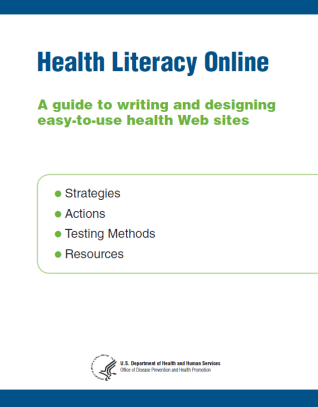 Health Literacy Online
A guide to writing and designing
easy-to-use health Web sites
Strategies
Actions
Testing Methods
Resources
U.S. Department of Health and Human Services
Office of Disease Prevention and Health Promotion